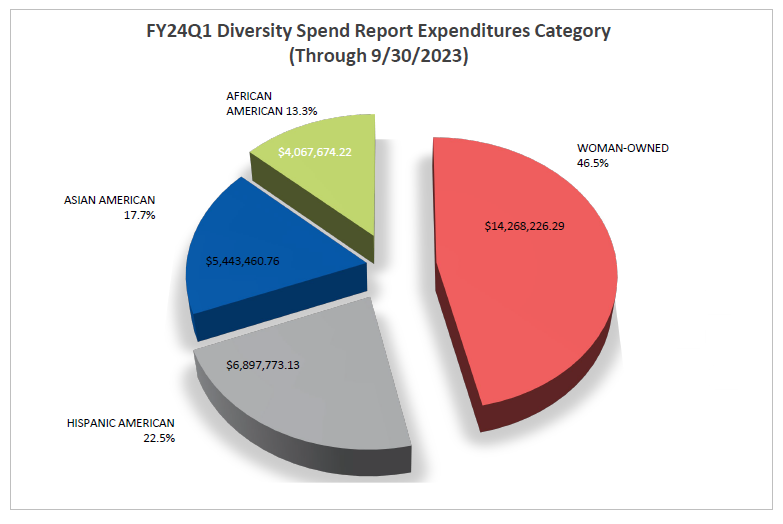 FY24Q1 Diversity Spend Report Expenditures Category
(Through 9/30/2023)
AFRICAN
AMERICAN 13.3%
$4,067,674.22
WOMAN-OWNED
46.5%
$14,268,226.29
ASIAN AMERICAN
17.7%
$5,443,460.76
$6,897,773.13
HISPANIC AMERICAN
22.5%